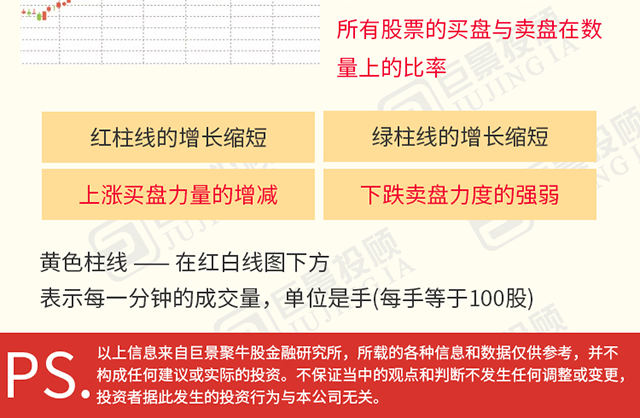 所有股票的买盘与卖盘在数
量上的比率
红柱线的增长缩短
绿柱线的增长缩短
上涨买盘力量的增减
下跌卖盘力度的强弱
黄色柱线 —— 在红白线图下方
表示每一分钟的成交量，单位是手(每手等于100股)
PS.
以上信息来自巨景聚牛股金融研究所，所载的各种信息和数据仅供参考，并不
构成任何建议或实际的投资。不保证当中的观点和判断不发生任何调整或变更，
投资者据此发生的投资行为与本公司无关。
巨景投顾
JUJING IA